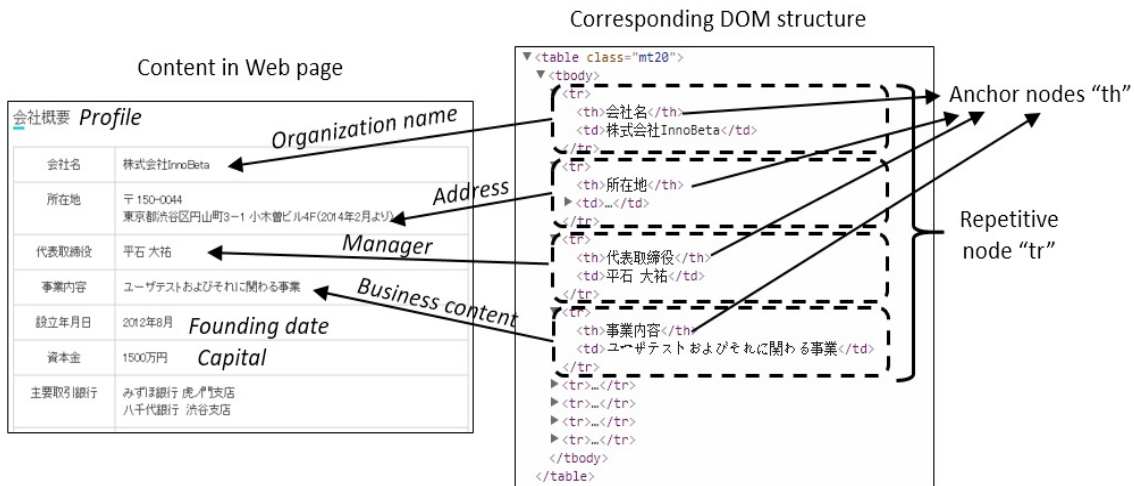 Corresponding DOM structure
Content in Web page
会社概要 Profile
Organization name
会社名 株式会社InnoBeta
Address
所在地 〒150-0044
東京都渋谷区円山町3-1 小木曽ビル4F(2014年2月より)
Manager
代表取締役 平石 大祐
Business content
事業内容 ユーザテストおよびそれに関わる事業
設立年月日 2012年8月 Founding date
資本金 1500万円 Capital
主要取引銀行 みずほ銀行 虎ノ門支店
八千代銀行 渋谷支店
▼<table class="mt20">
▼<tbody>
▼<tr>
<th>会社名</th>
<td>株式会社InnoBeta</td>
</tr>
▼<tr>
<th>所在地</th>
▶<td>…</td>
</tr>
▼<tr>
<th>代表取締役</th>
<td>平石 大祐</td>
</tr>
▼<tr>
<th>事業内容</th>
<td>ユーザテストおよびそれに関わる事業</td>
</tr>
▶<tr>…</tr>
▶<tr>…</tr>
▶<tr>…</tr>
▶<tr>…</tr>
</tbody>
</table>
Anchor nodes “th”
Repetitive
node “tr”